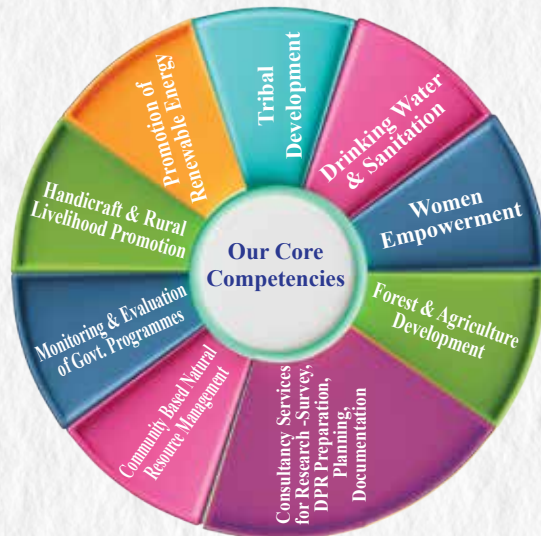 Our Core
Competencies
Tribal
Development
Drinking Water
& Sanitation
Women
Empowerment
Forest & Agriculture
Development
Consultancy Services
for Research -Survey,
DPR Preparation,
Planning,
Documentation
Community Based Natural
Resource Management
Monitoring & Evaluation
of Govt. Programmes
Handicraft & Rural
Livelihood Promotion
Promotion of
Renewable Energy